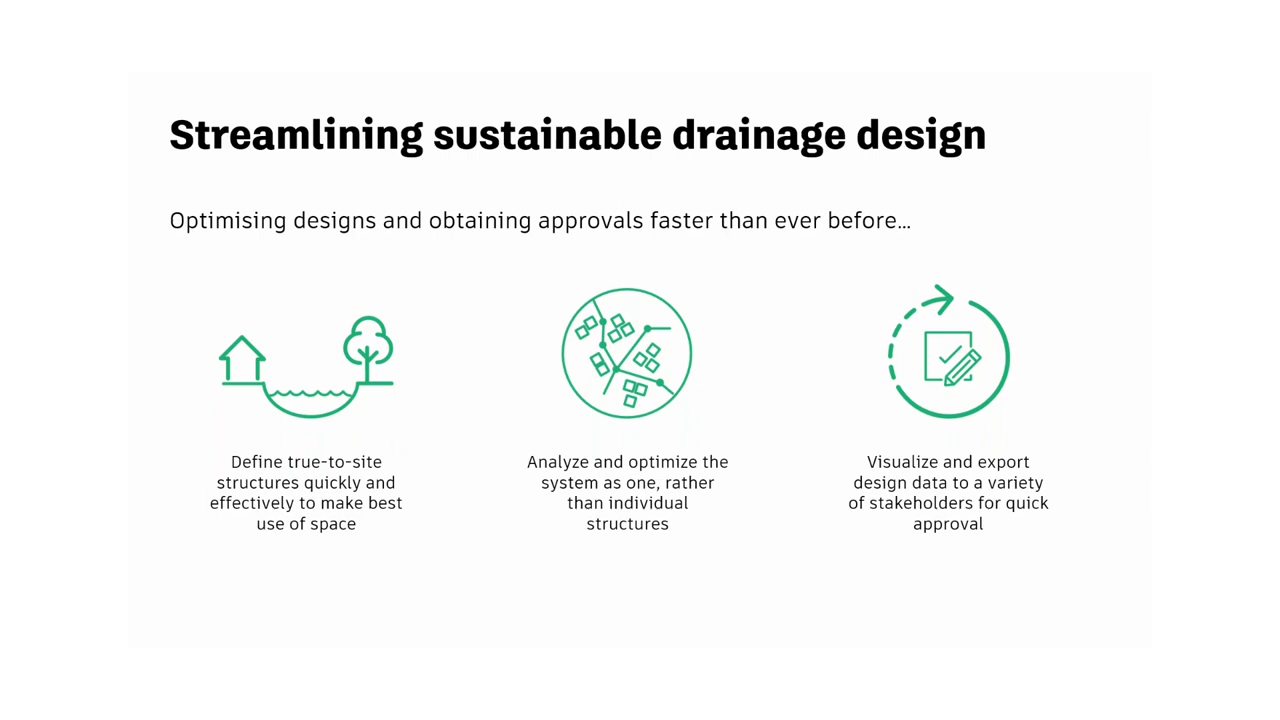 Streamlining sustainable drainage design
Optimising designs and obtaining approvals faster than ever before...
Define true-to-site
structures quickly and
effectively to make best
use of space
Analyze and optimize the
system as one, rather
than individual
structures
Visualize and export
design data to a variety
of stakeholders for quick
approval